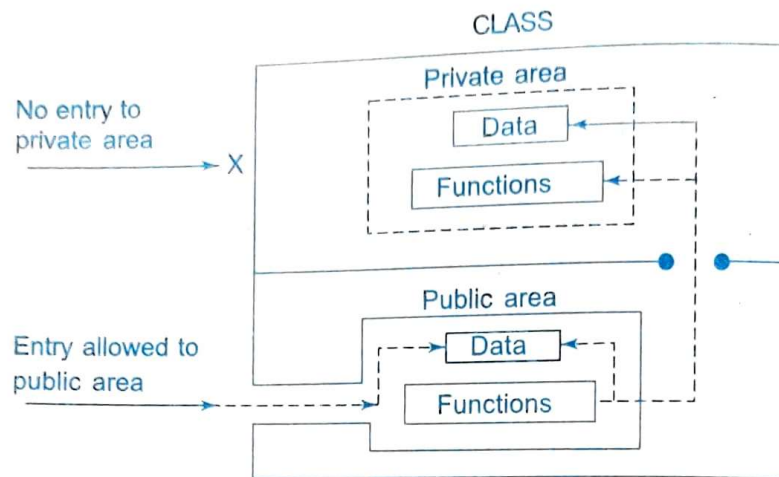 CLASS
Private area
No entry to
private area
X
Data
Functions
Public area
Entry allowed to
public area
Data
Functions